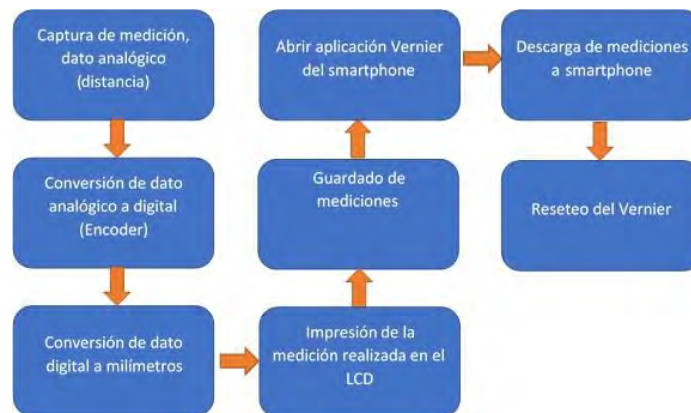 Captura de medición,
dato analógico
(distancia)
Conversión de dato
analógico a digital
(Encoder)
Conversión de dato
digital a milímetros
Impresión de la
medición realizada en el
LCD
Guardado de
mediciones
Abrir aplicación Vernier
del smartphone
Descarga de mediciones
a smartphone
Reseteo del Vernier